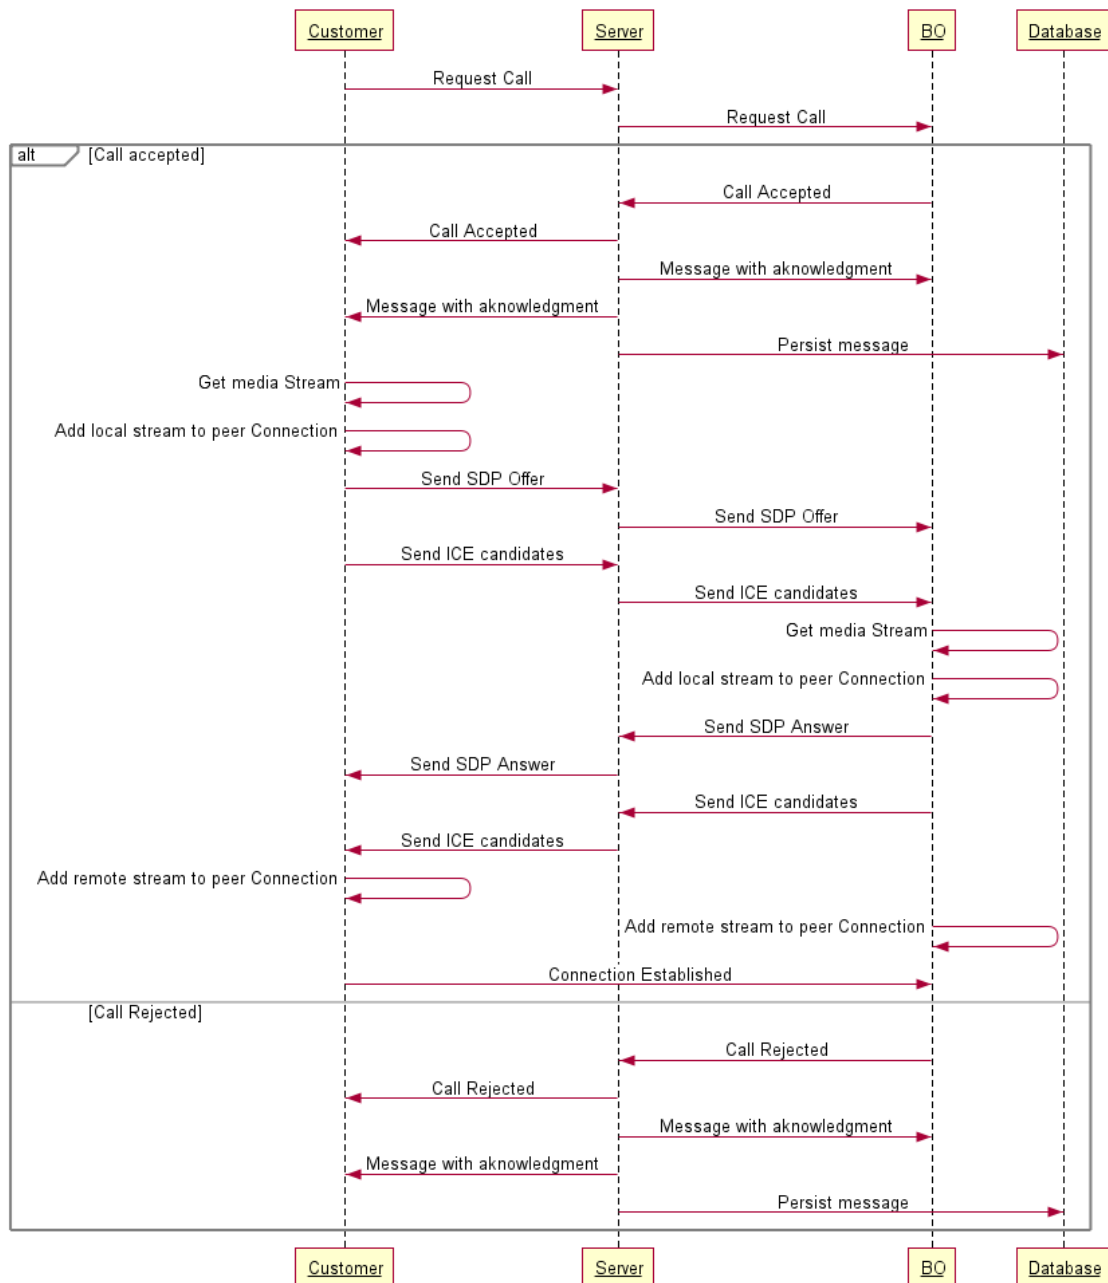 Customer Server BO Database
Request Call
Request Call
alt [Call accepted]
Call Accepted
Call Accepted
Message with aknowledgment
Message with aknowledgment
Persist message
Get media Stream
Add local stream to peer Connection
Send SDP Offer
Send SDP Offer
Send ICE candidates
Send ICE candidates
Get media Stream
Add local stream to peer Connection
Send SDP Answer
Send SDP Answer
Send ICE candidates
Send ICE candidates
Add remote stream to peer Connection
Add remote stream to peer Connection
Connection Established
[Call Rejected]
Call Rejected
Call Rejected
Message with aknowledgment
Message with aknowledgment
Persist message
Customer Server BO Database